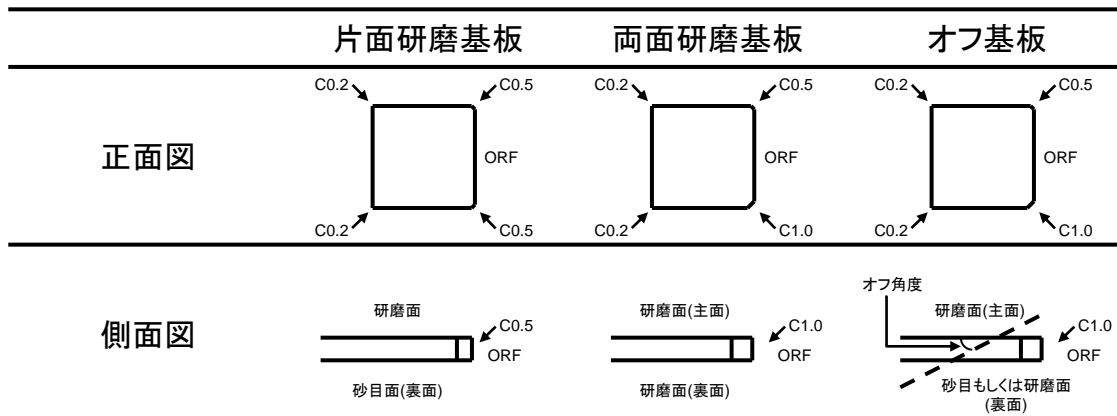 片面研磨基板 両面研磨基板 オフ基板
C0.2 C0.5 C0.2 C0.5 C0.2 C0.5
正面図 ORF ORF ORF
C0.2 C0.5 C0.2 C1.0 C0.2 C1.0
オフ角度
研磨面 研磨面(主面) 研磨面(主面)
側面図 C0.5 C1.0 C1.0
ORF ORF ORF
砂目面(裏面) 研磨面(裏面) 砂目もしくは研磨面
(裏面)